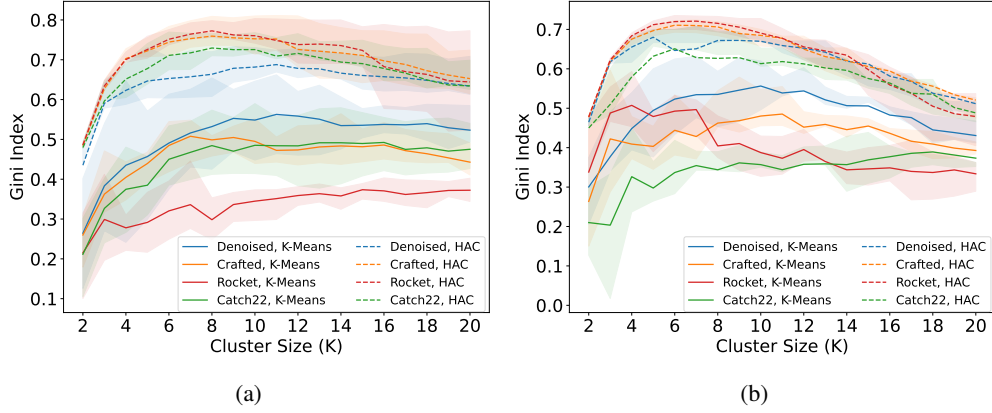 0.8
0.7
0.6
0.5
0.4
0.3
0.2
0.1
Gini Index
Denoised, K-Means
Crafted, K-Means
Rocket, K-Means
Catch22, K-Means
Denoised, HAC
Crafted, HAC
Rocket, HAC
Catch22, HAC
2 4 6 8 10 12 14 16 18 20
Cluster Size (K)
(a)
0.7
0.6
0.5
0.4
0.3
0.2
0.1
0.0
Gini Index
Denoised, K-Means
Crafted, K-Means
Rocket, K-Means
Catch22, K-Means
Denoised, HAC
Crafted, HAC
Rocket, HAC
Catch22, HAC
2 4 6 8 10 12 14 16 18 20
Cluster Size (K)
(b)